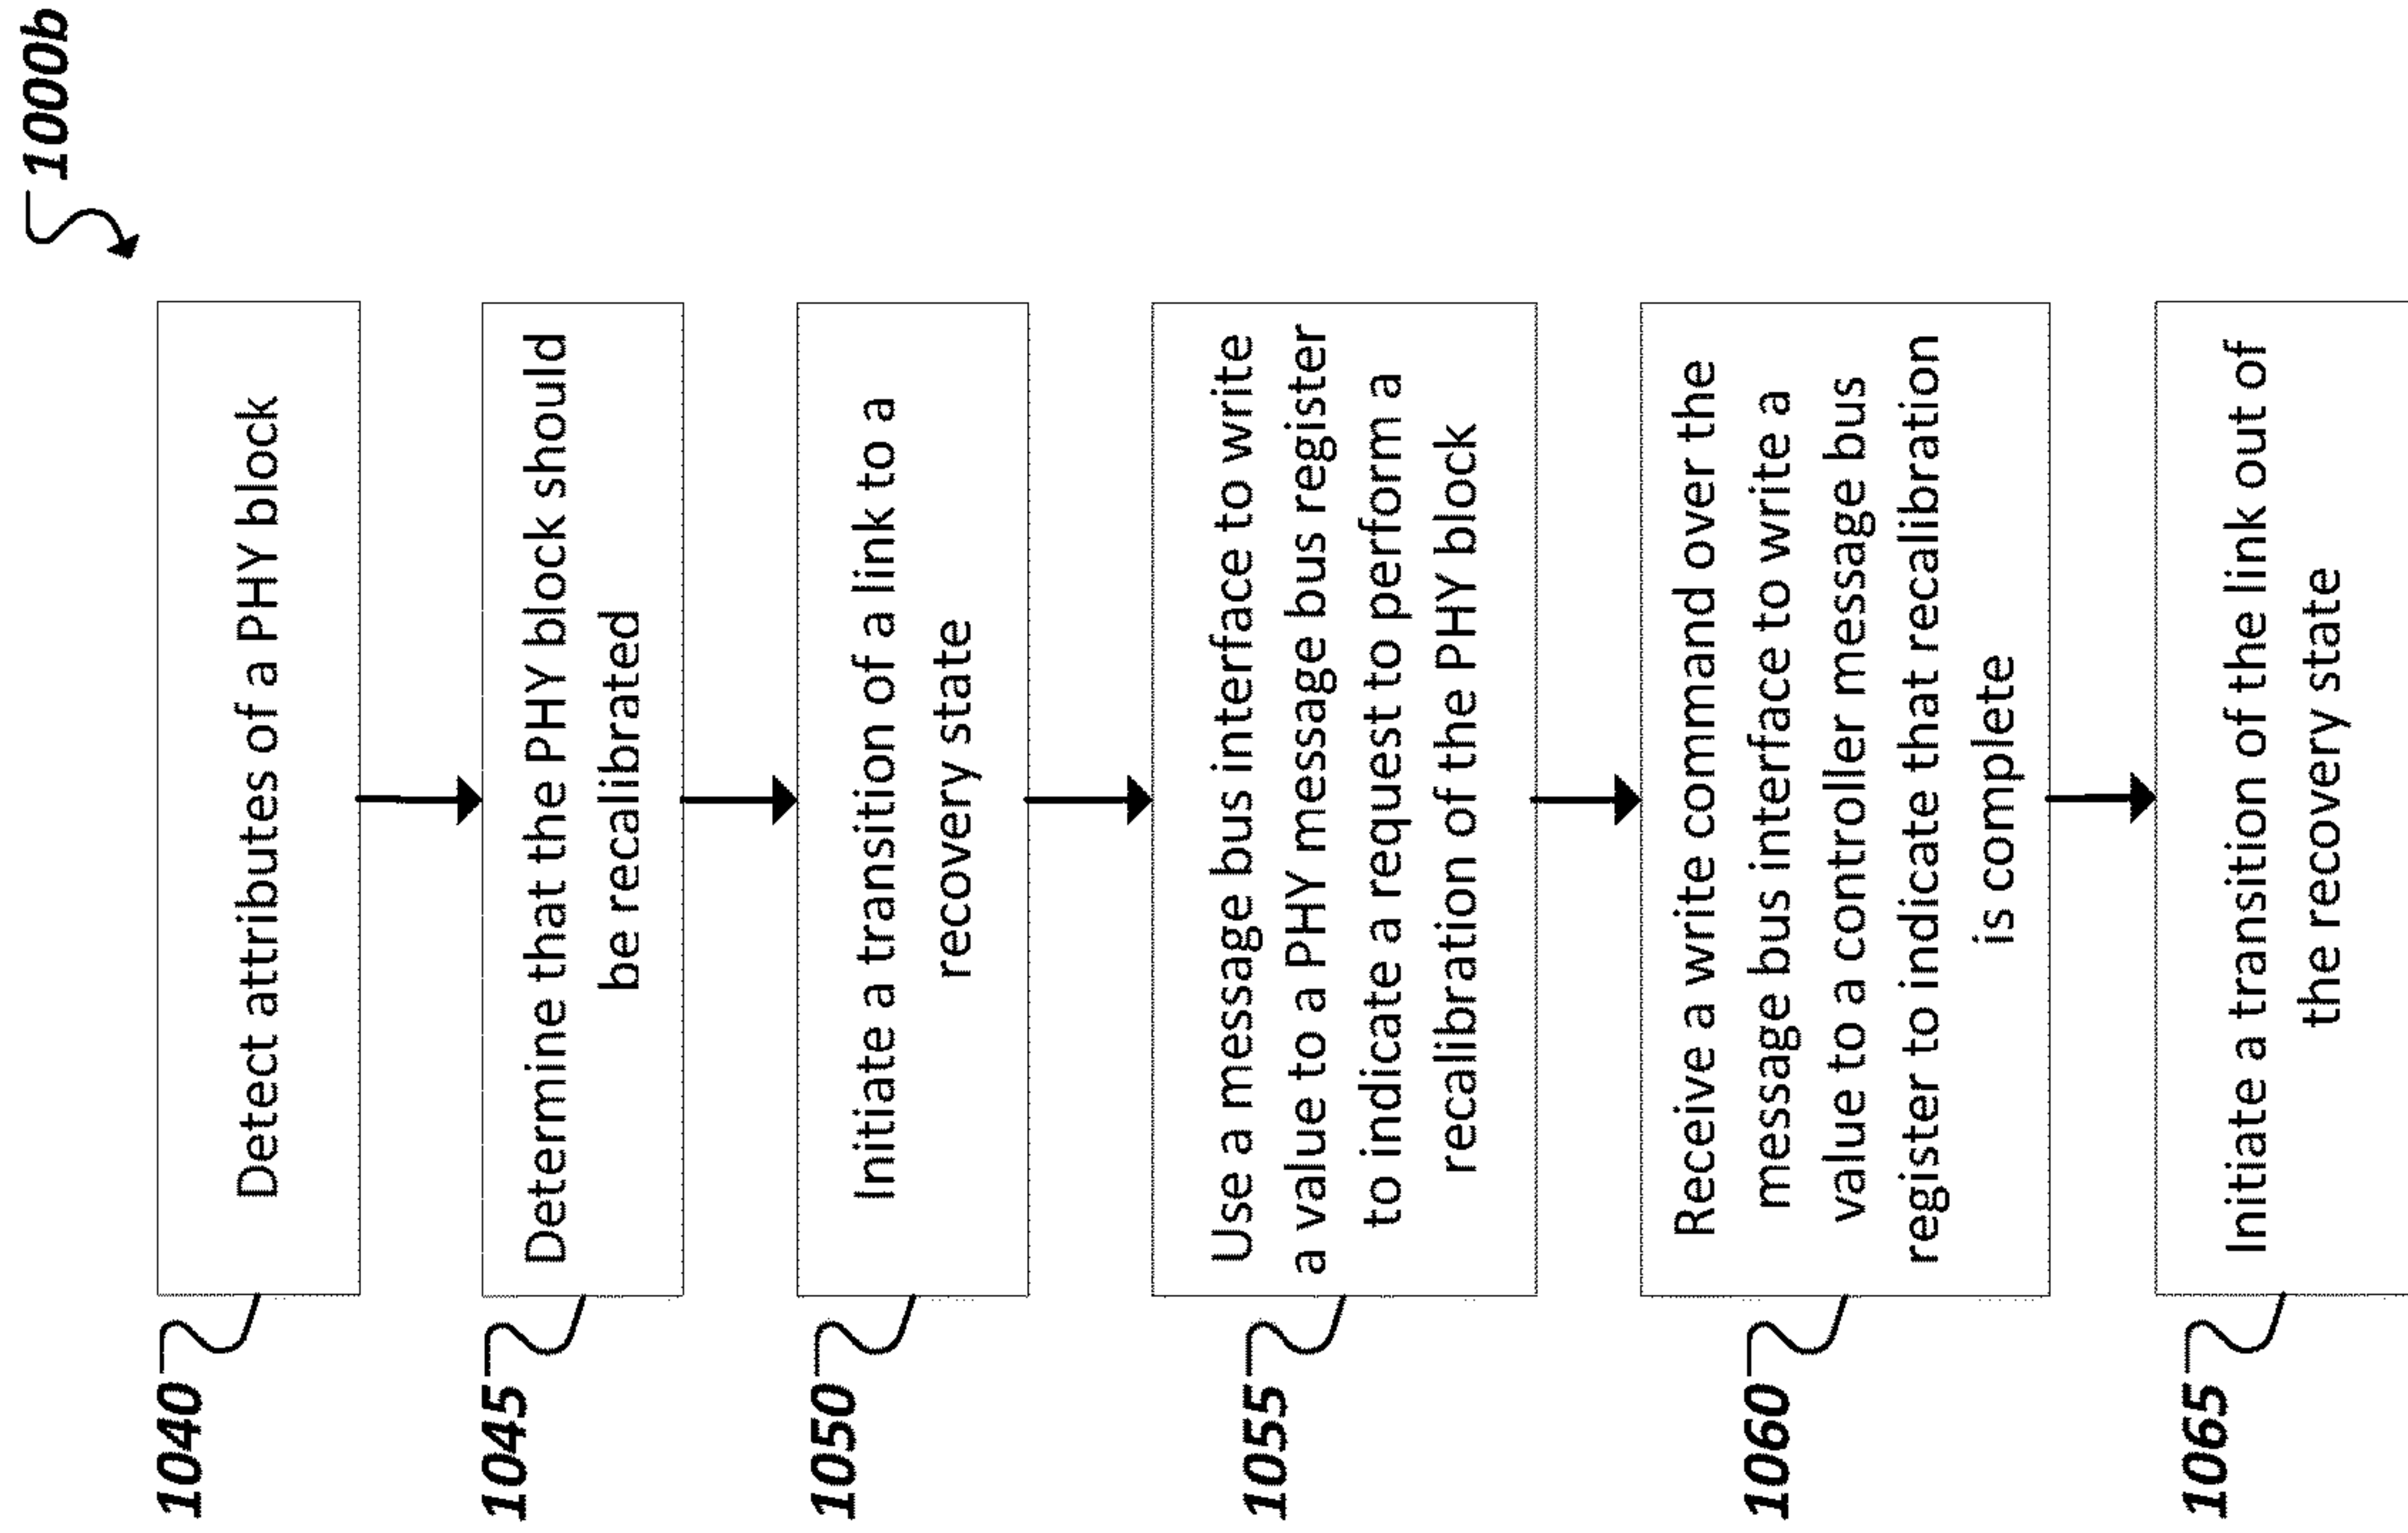 1000b
1040
Detect attributes of a PHY block
1045
Determine that the PHY block should
be recalibrated
1050
Initiate a transition of a link to a
recovery state
1055
Use a message bus interface to write
a value to a PHY message bus register
to indicate a request to perform a
recalibration of the PHY block
1060
Receive a write command over the
message bus interface to write a
value to a controller message bus
register to indicate that recalibration
is complete
1065
Initiate a transition of the link out of
the recovery state